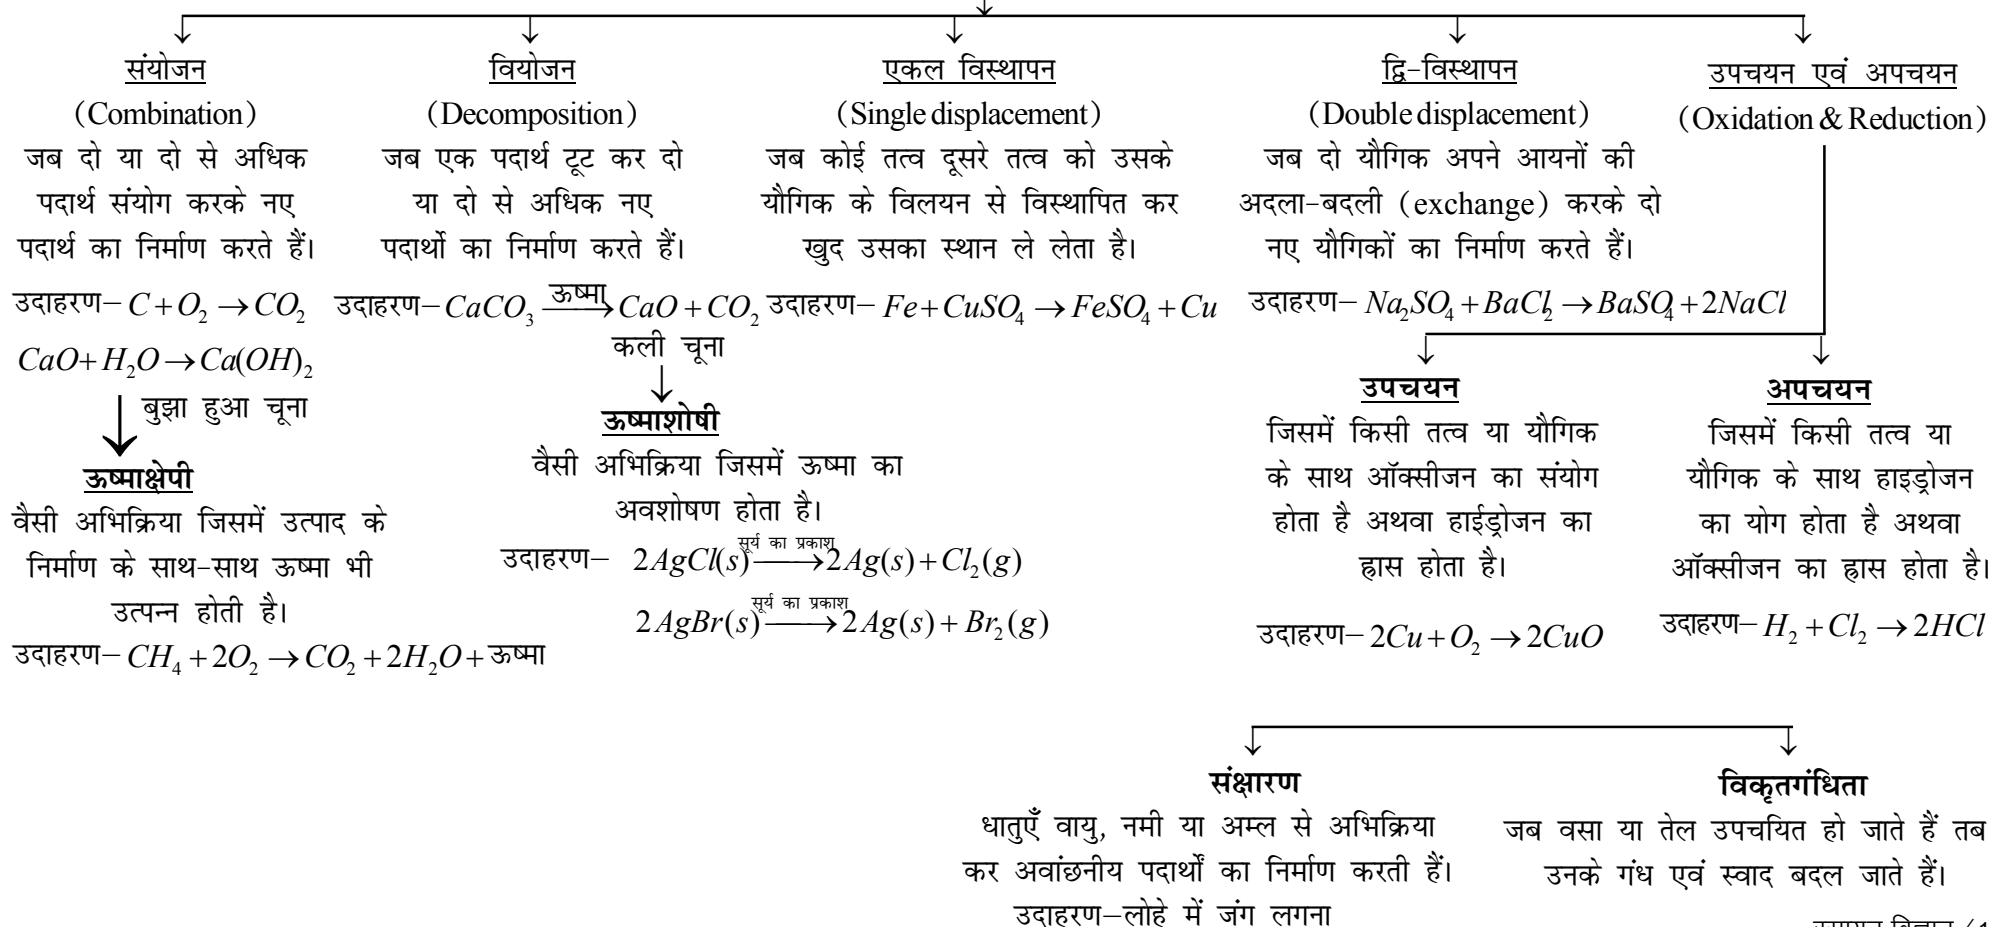 संयोजन
(Combination)
जब दो या दो से अधिक
पदार्थ संयोग करके नए
पदार्थ का निर्माण करते हैं।
उदाहरण– C + O₂ → CO₂
CaO + H₂O → Ca(OH)₂
बुझा हुआ चूना
ऊष्माक्षेपी
वैसी अभिक्रिया जिसमें उत्पाद के
निर्माण के साथ-साथ ऊष्मा भी
उत्पन्न होती है।
उदाहरण– CH₄ + 2O₂ → CO₂ + 2H₂O + ऊष्मा
वियोजन
(Decomposition)
जब एक पदार्थ टूट कर दो
या दो से अधिक नए
पदार्थो का निर्माण करते हैं।
उदाहरण– CaCO₃ ऊष्मा→ CaO + CO₂
कली चूना
ऊष्माशोषी
वैसी अभिक्रिया जिसमें ऊष्मा का
अवशोषण होता है।
उदाहरण– 2AgCl(s) सूर्य का प्रकाश→ 2Ag(s) + Cl₂(g)
2AgBr(s) सूर्य का प्रकाश→ 2Ag(s) + Br₂(g)
एकल विस्थापन
(Single displacement)
जब कोई तत्व दूसरे तत्व को उसके
यौगिक के विलयन से विस्थापित कर
खुद उसका स्थान ले लेता है।
उदाहरण– Fe + CuSO₄ → FeSO₄ + Cu
द्वि-विस्थापन
(Double displacement)
जब दो यौगिक अपने आयनों की
अदला-बदली (exchange) करके दो
नए यौगिकों का निर्माण करते हैं।
उदाहरण– Na₂SO₄ + BaCl₂ → BaSO₄ + 2NaCl
उपचयन एवं अपचयन
(Oxidation & Reduction)
उपचयन
जिसमें किसी तत्व या यौगिक
के साथ ऑक्सीजन का संयोग
होता है अथवा हाईड्रोजन का
ह्रास होता है।
उदाहरण– 2Cu + O₂ → 2CuO
अपचयन
जिसमें किसी तत्व या
यौगिक के साथ हाइड्रोजन
का योग होता है अथवा
ऑक्सीजन का ह्रास होता है।
उदाहरण– H₂ + Cl₂ → 2HCl
संक्षारण
धातुएँ वायु, नमी या अम्ल से अभिक्रिया
कर अवांछनीय पदार्थों का निर्माण करती हैं।
उदाहरण–लोहे में जंग लगना
विकृतगंधिता
जब वसा या तेल उपचयित हो जाते हैं तब
उनके गंध एवं स्वाद बदल जाते हैं।